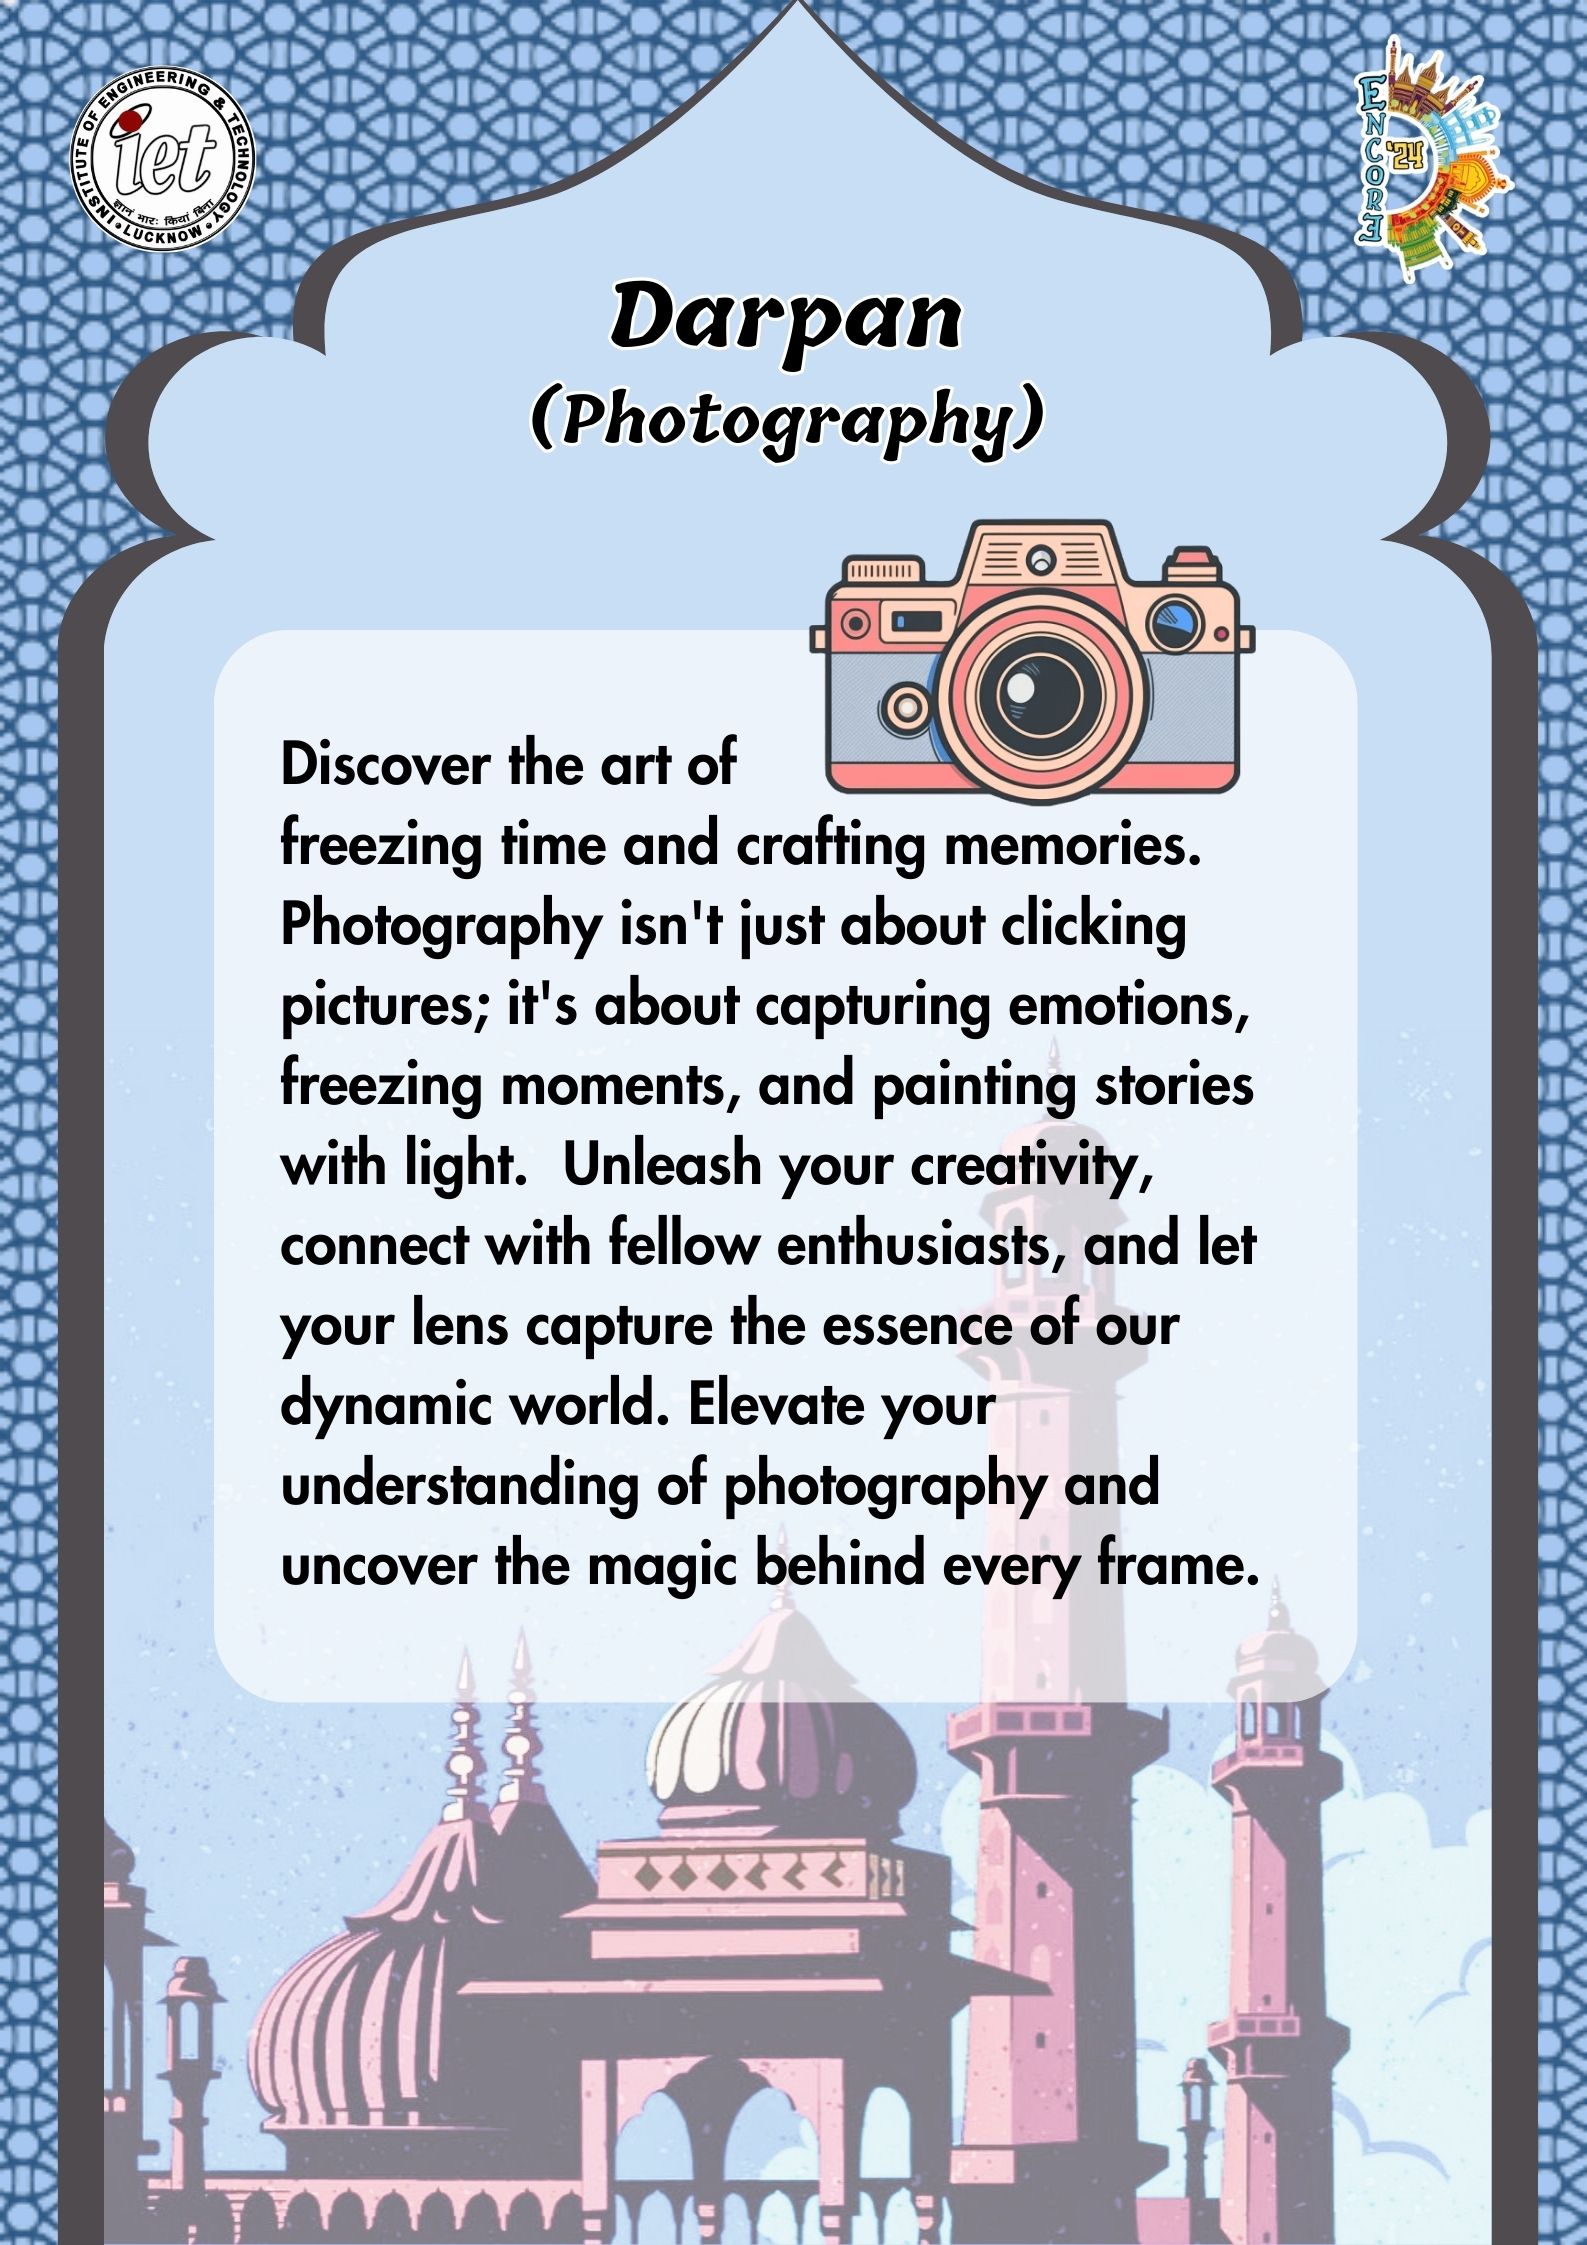 INSTITUTE OF ENGINEERING & TECHNOLOGY
iet
• LUCKNOW •
ENCORE
'24
Darpan
(Photography)
Discover the art of
freezing time and crafting memories.
Photography isn't just about clicking
pictures; it's about capturing emotions,
freezing moments, and painting stories
with light.  Unleash your creativity,
connect with fellow enthusiasts, and let
your lens capture the essence of our
dynamic world. Elevate your
understanding of photography and
uncover the magic behind every frame.